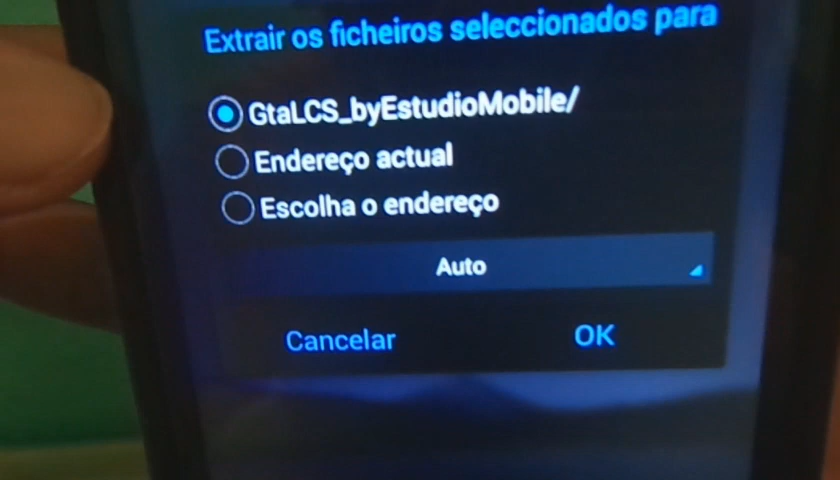 Extrair os ficheiros seleccionados para
GtaLCS_byEstudioMobile/
Endereço actual
Escolha o endereço
Auto
Cancelar OK